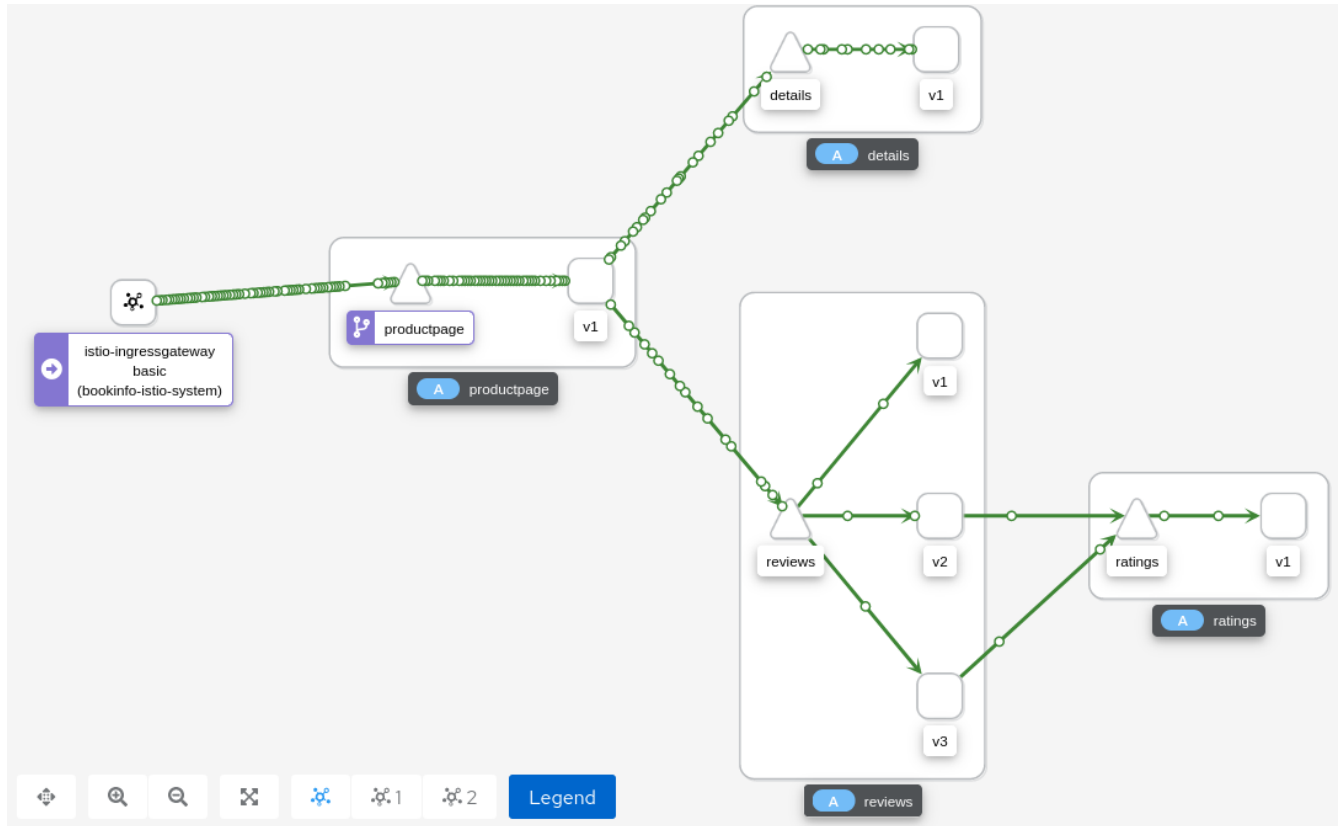 details
v1
A details
productpage
v1
istio-ingressgateway
basic
(bookinfo-istio-system)
A productpage
v1
reviews
v2
ratings
v1
A ratings
v3
A reviews
1
2
Legend